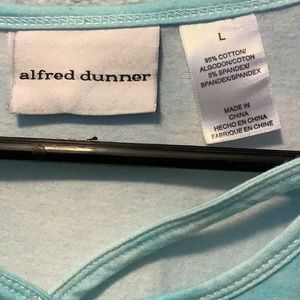 alfred dunner
L
95% COTTON/
ALGODON/COTON
5% SPANDEX/
SPANDEX/SPANDEX
MADE IN
CHINA
HECHO EN CHINA
FABRIQUE EN CHINE